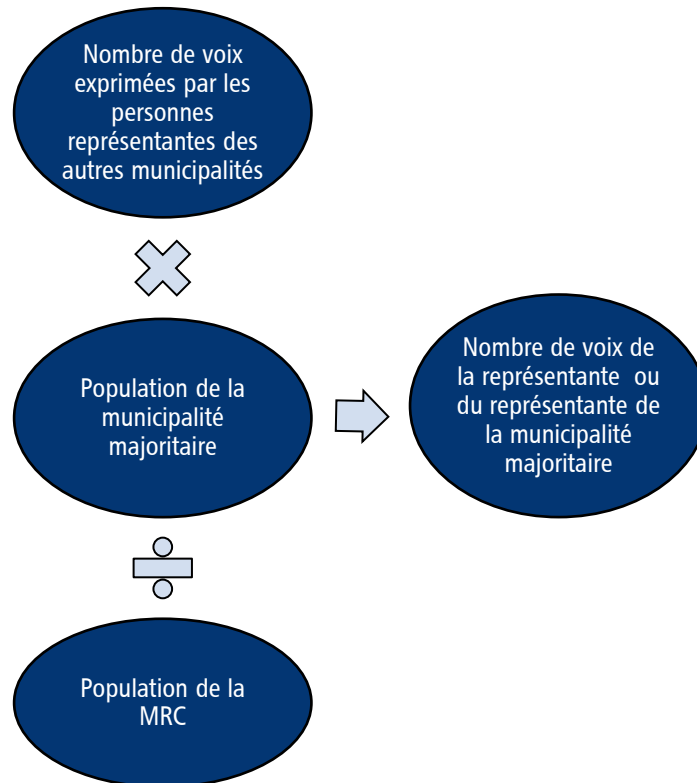 Nombre de voix
exprimées par les
personnes
représentantes des
autres municipalités
Population de la
municipalité
majoritaire
Nombre de voix de
la représentante ou
du représentante de
la municipalité
majoritaire
Population de la
MRC